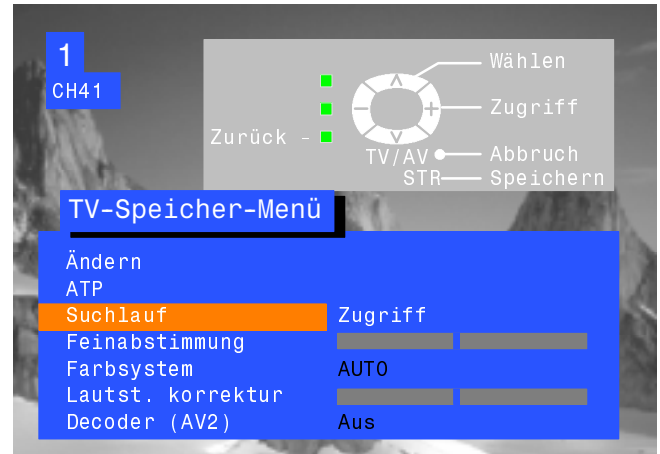 1
CH41
Wählen
Zugriff
Zurück -
TV/AV Abbruch
STR Speichern
TV-Speicher-Menü
Ändern
ATP
Suchlauf Zugriff
Feinabstimmung
Farbsystem AUTO
Lautst. korrektur
Decoder (AV2) Aus